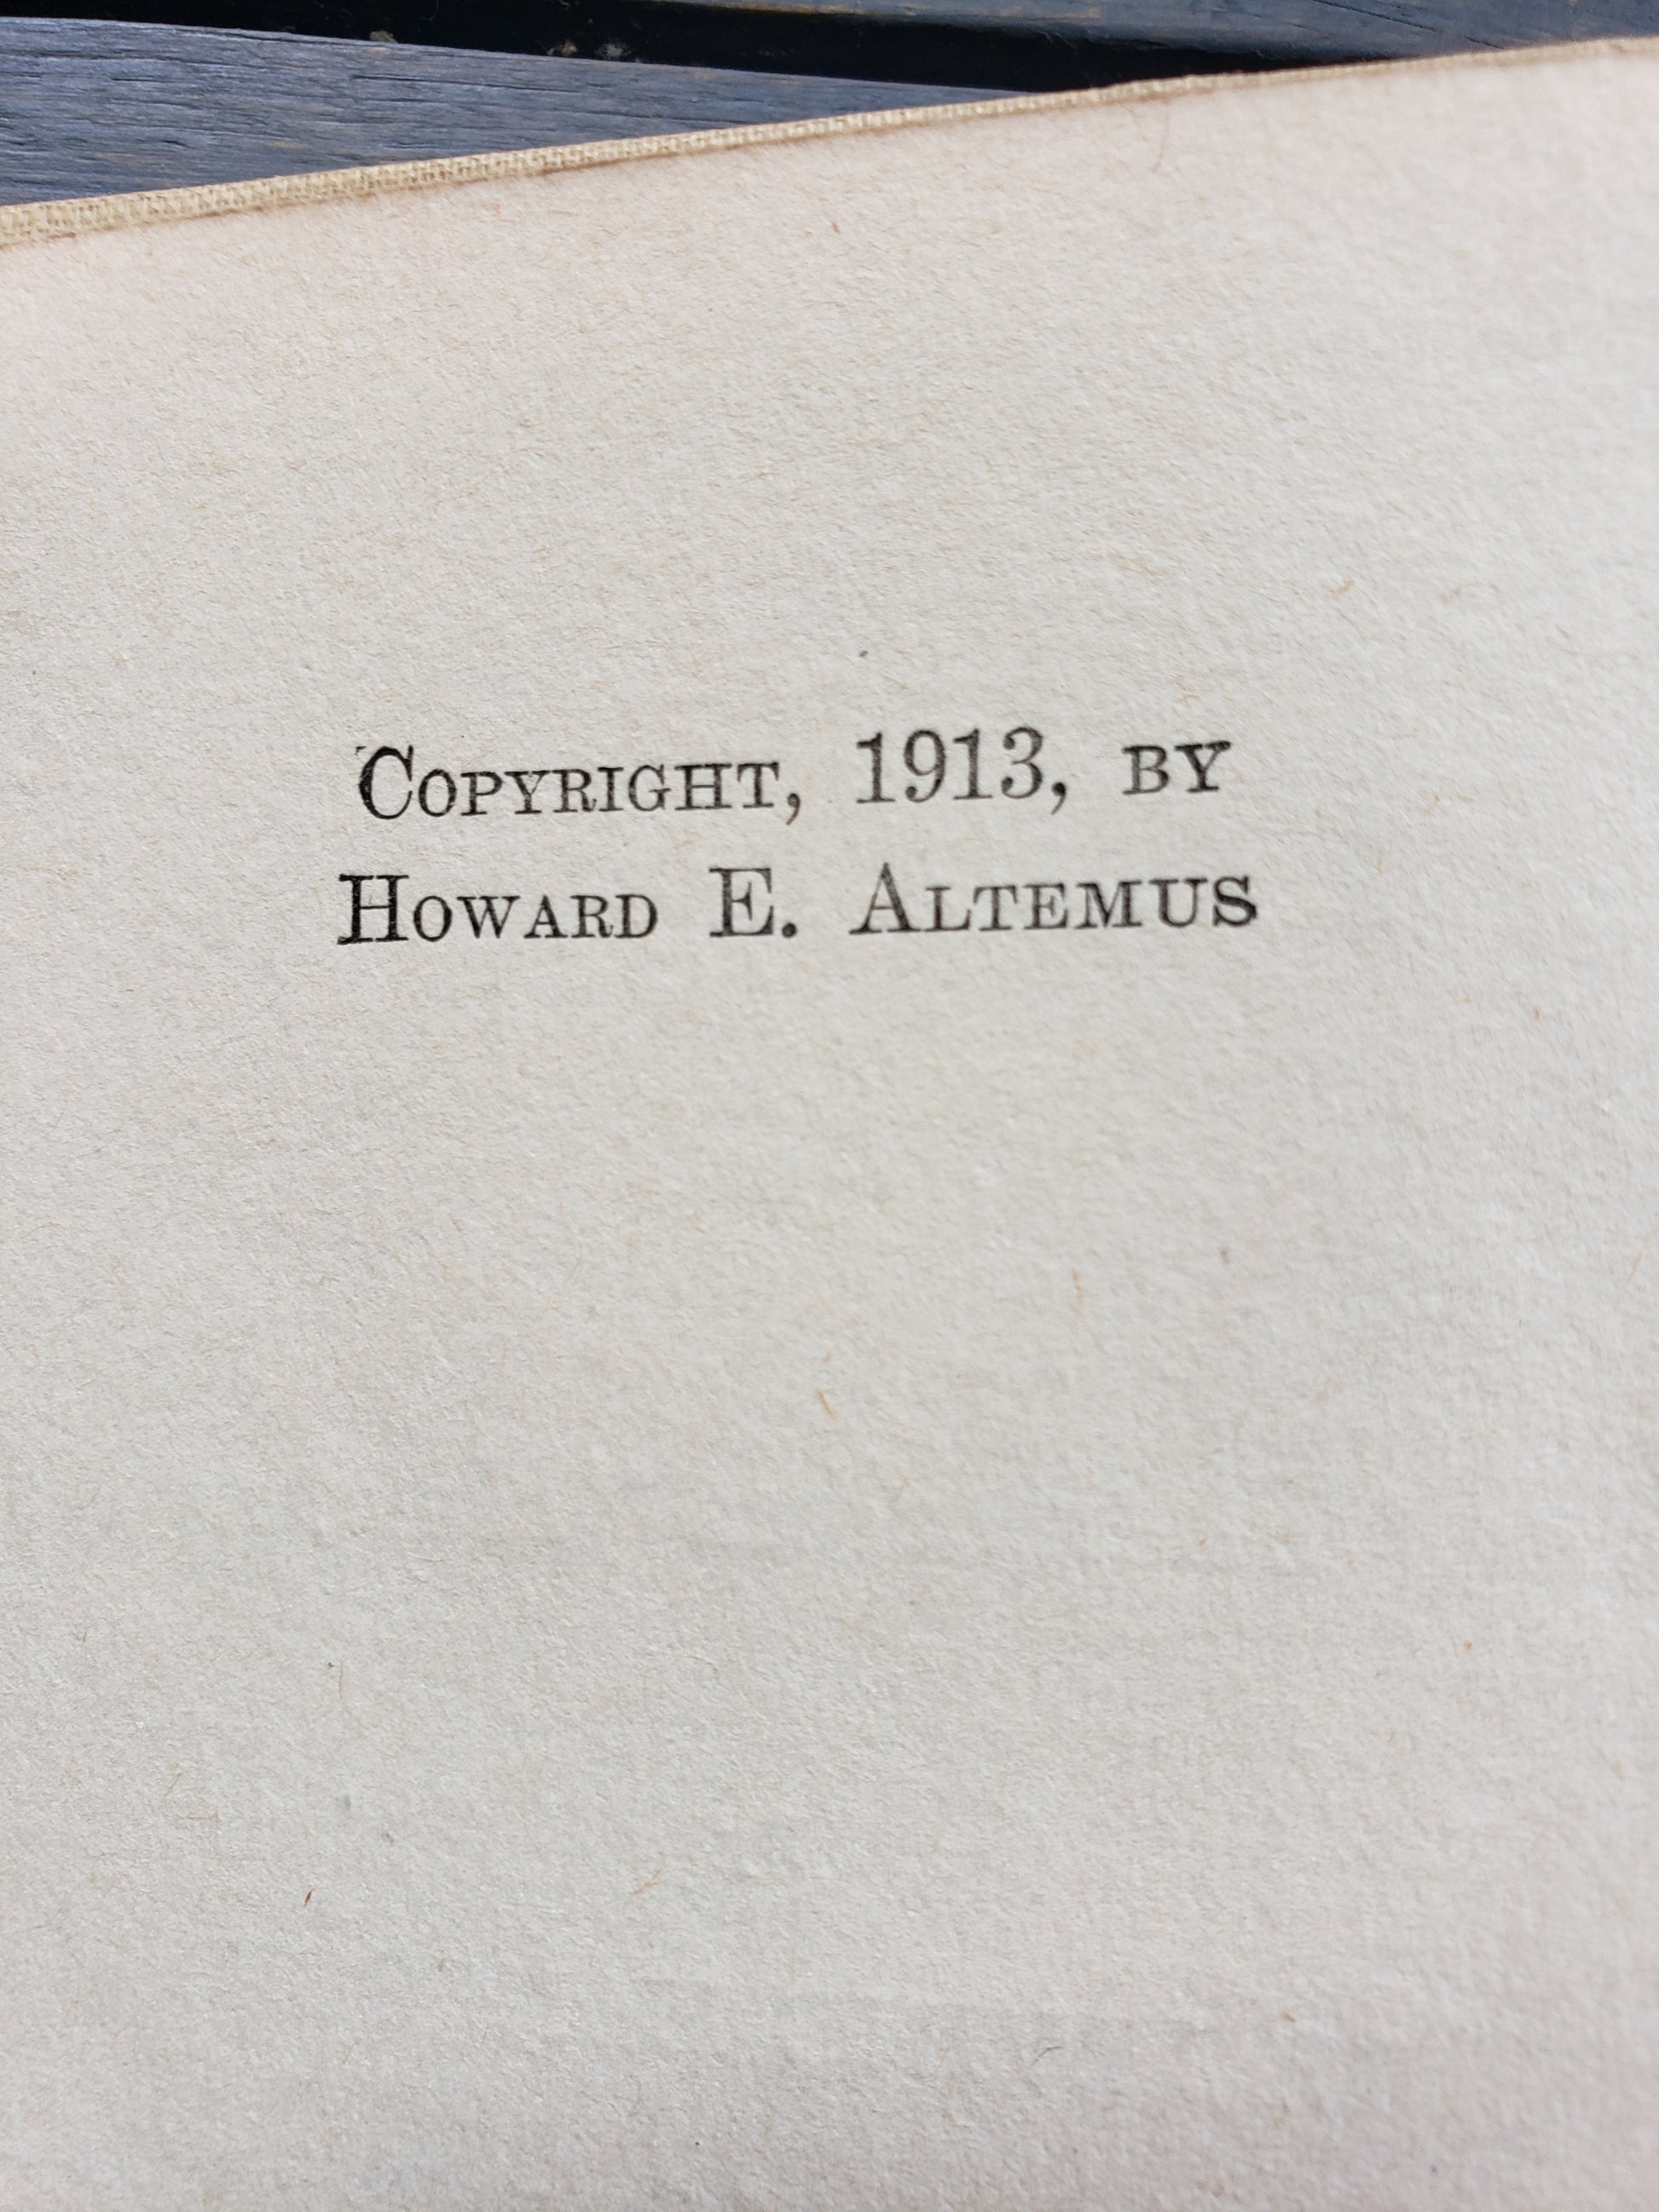 Copyright, 1913, by
Howard E. Altemus